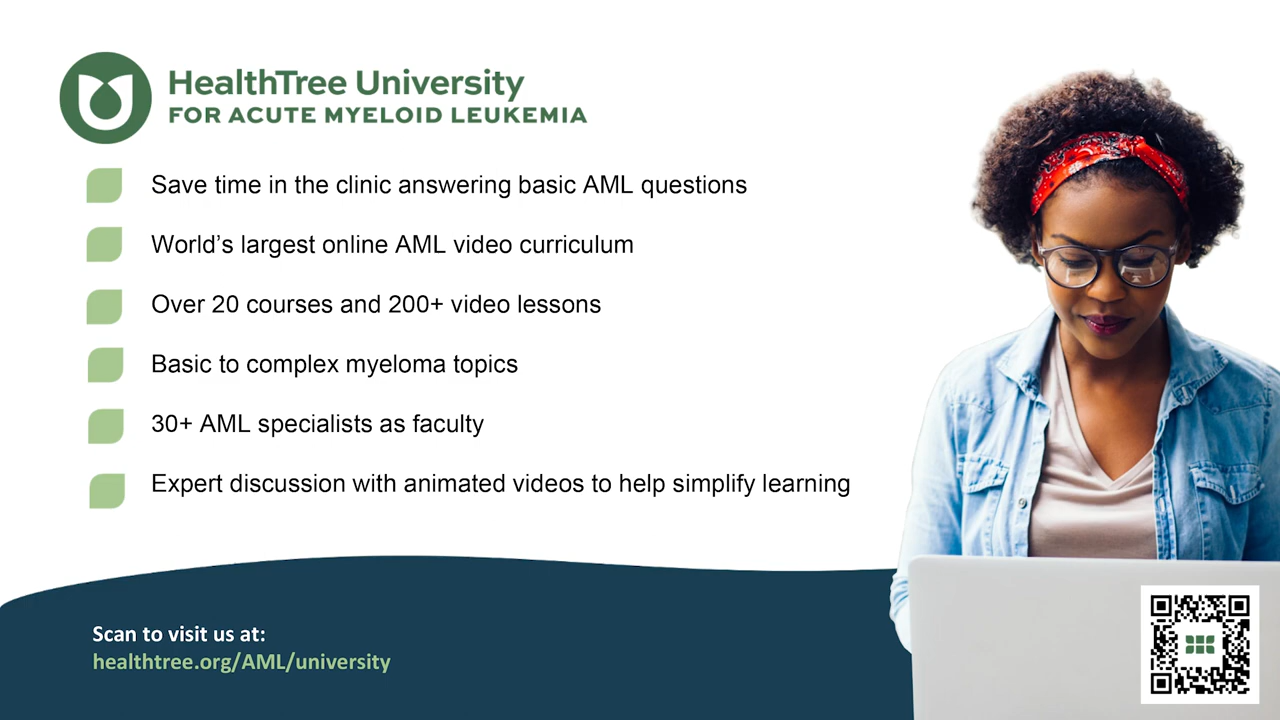 HealthTree University
FOR ACUTE MYELOID LEUKEMIA
Save time in the clinic answering basic AML questions
World’s largest online AML video curriculum
Over 20 courses and 200+ video lessons
Basic to complex myeloma topics
30+ AML specialists as faculty
Expert discussion with animated videos to help simplify learning
Scan to visit us at:
healthtree.org/AML/university